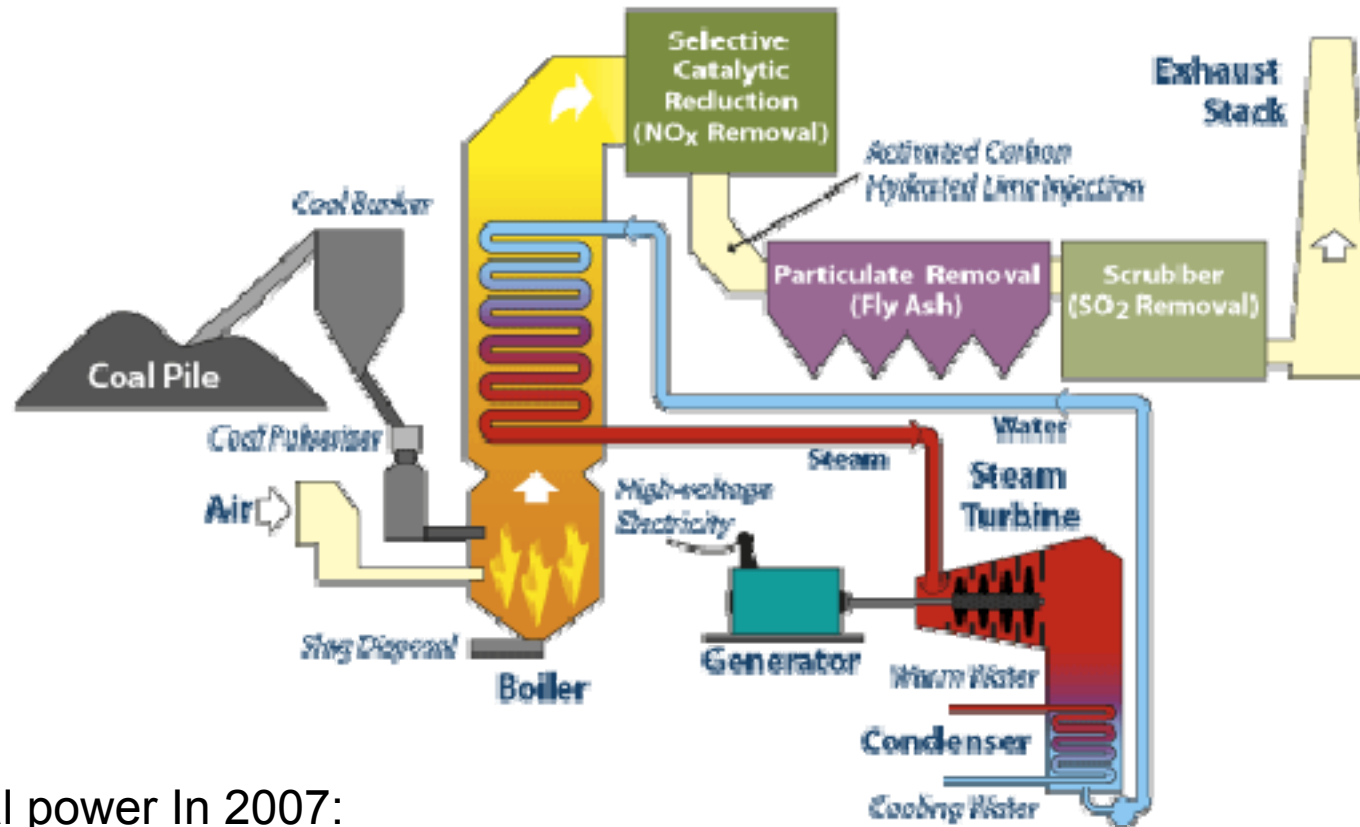 Selective
Catalytic
Reduction
(NOx Removal)
Exhaust
Stack
Activated Carbon
Hydrated Lime Injection
Coal Bunker
Particulate Removal
(Fly Ash)
Scrubber
(SO2 Removal)
Coal Pile
Coal Pulverizer
Water
Steam
Steam
Turbine
Air
High-voltage
Electricity
Slag Disposal
Boiler
Generator
Warm Water
Condenser
Cooling Water
al power In 2007: